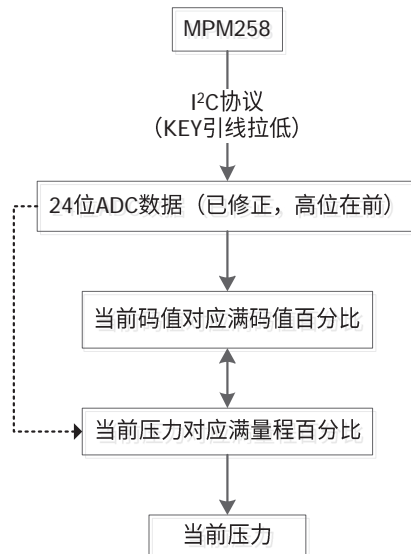 MPM258
I²C协议
（KEY引线拉低）
24位ADC数据（已修正，高位在前）
当前码值对应满码值百分比
当前压力对应满量程百分比
当前压力